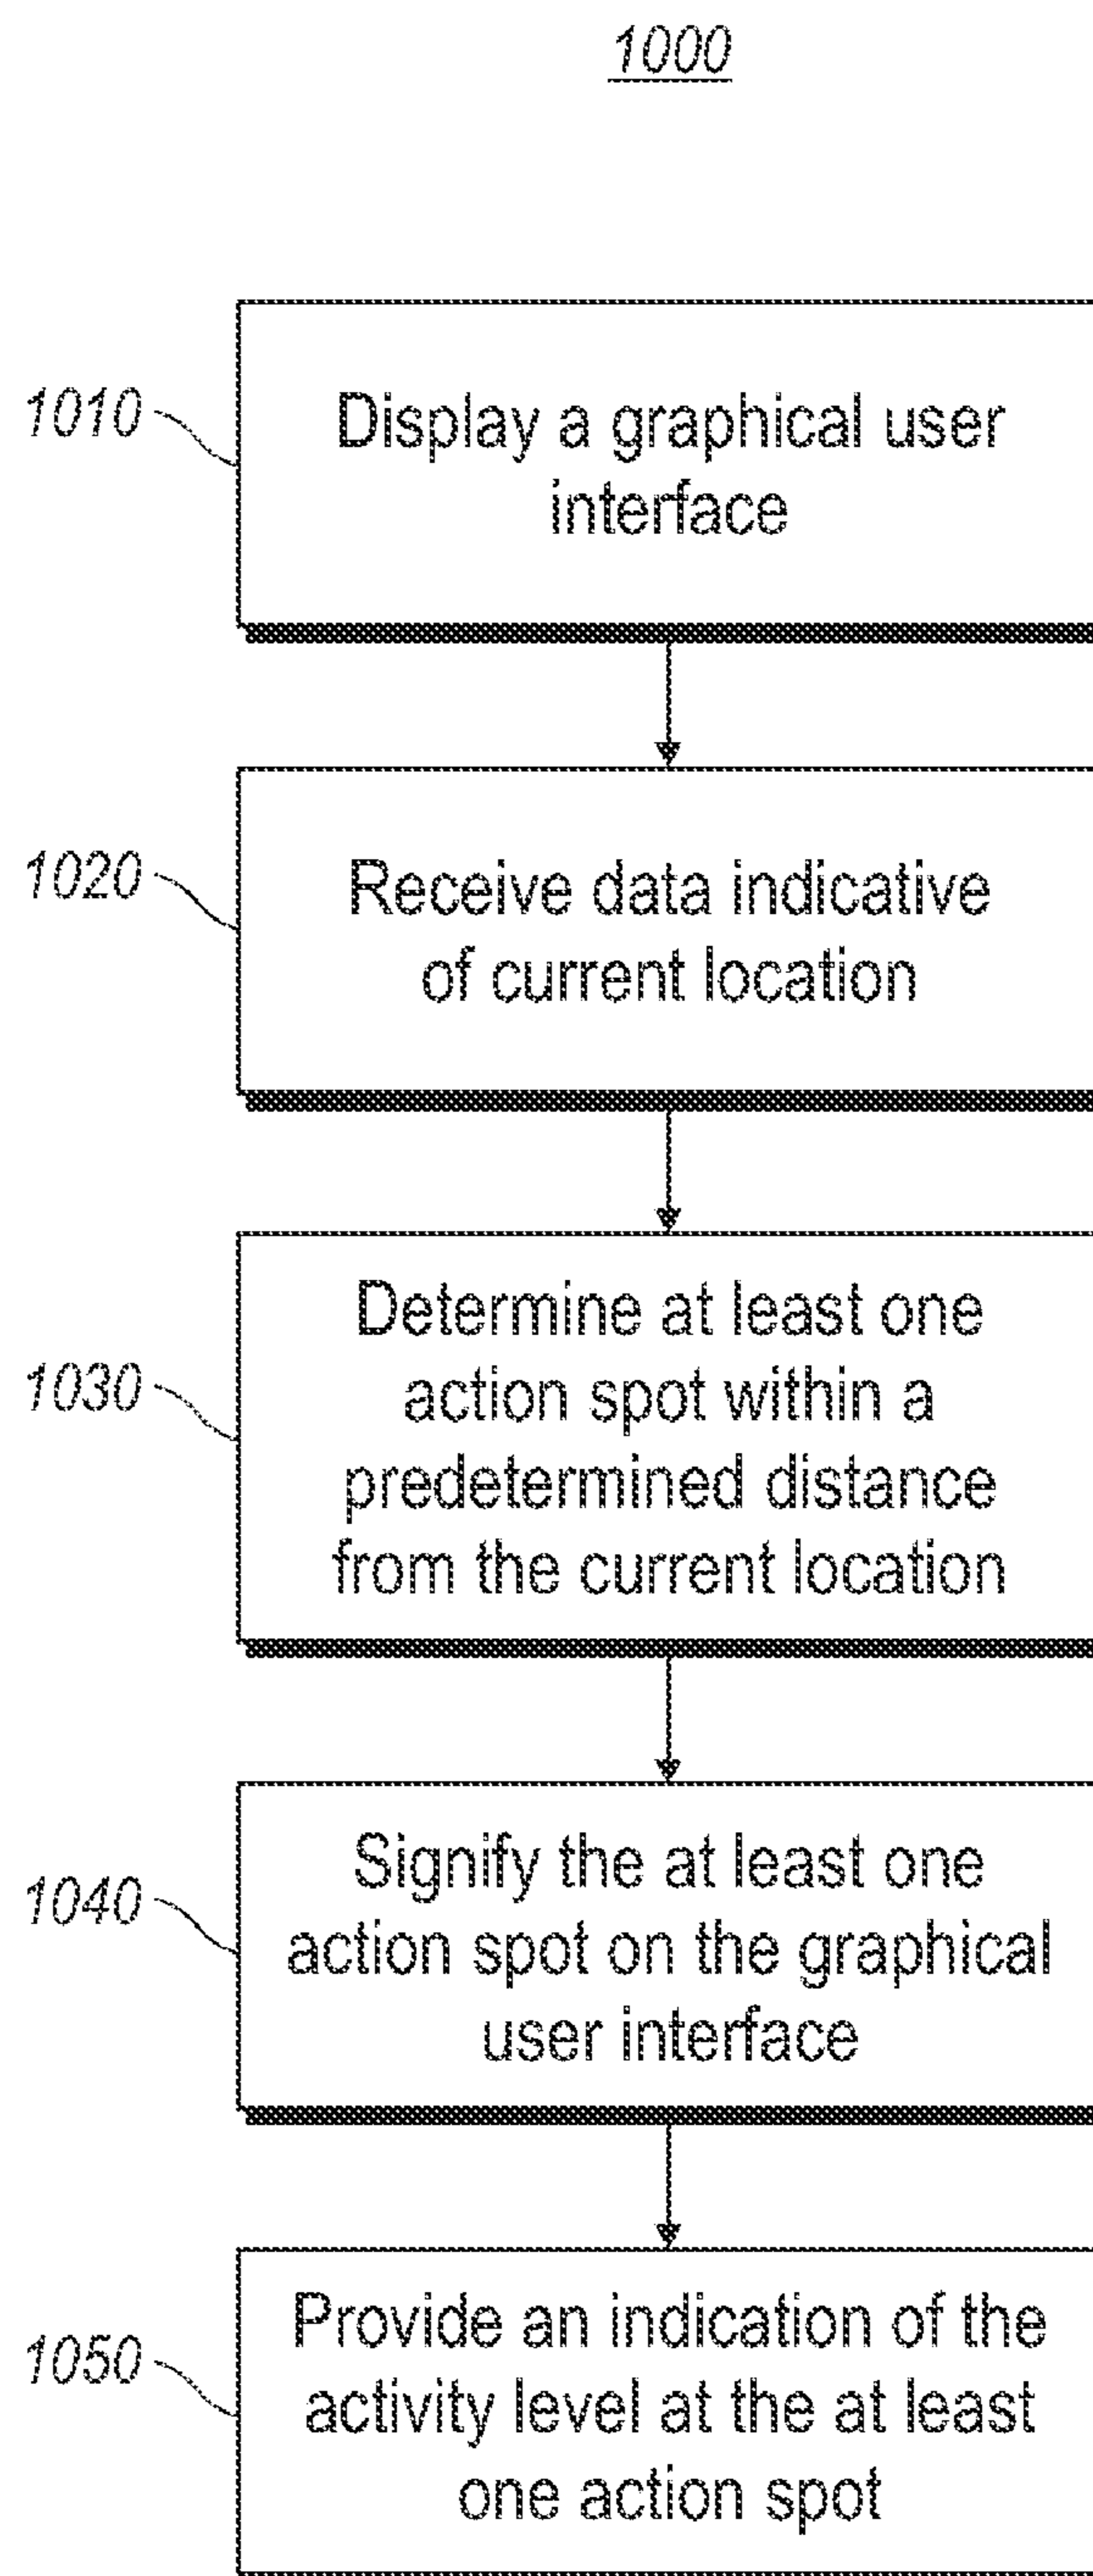 1000
1010
Display a graphical user
interface
1020
Receive data indicative
of current location
1030
Determine at least one
action spot within a
predetermined distance
from the current location
1040
Signify the at least one
action spot on the graphical
user interface
1050
Provide an indication of the
activity level at the at least
one action spot